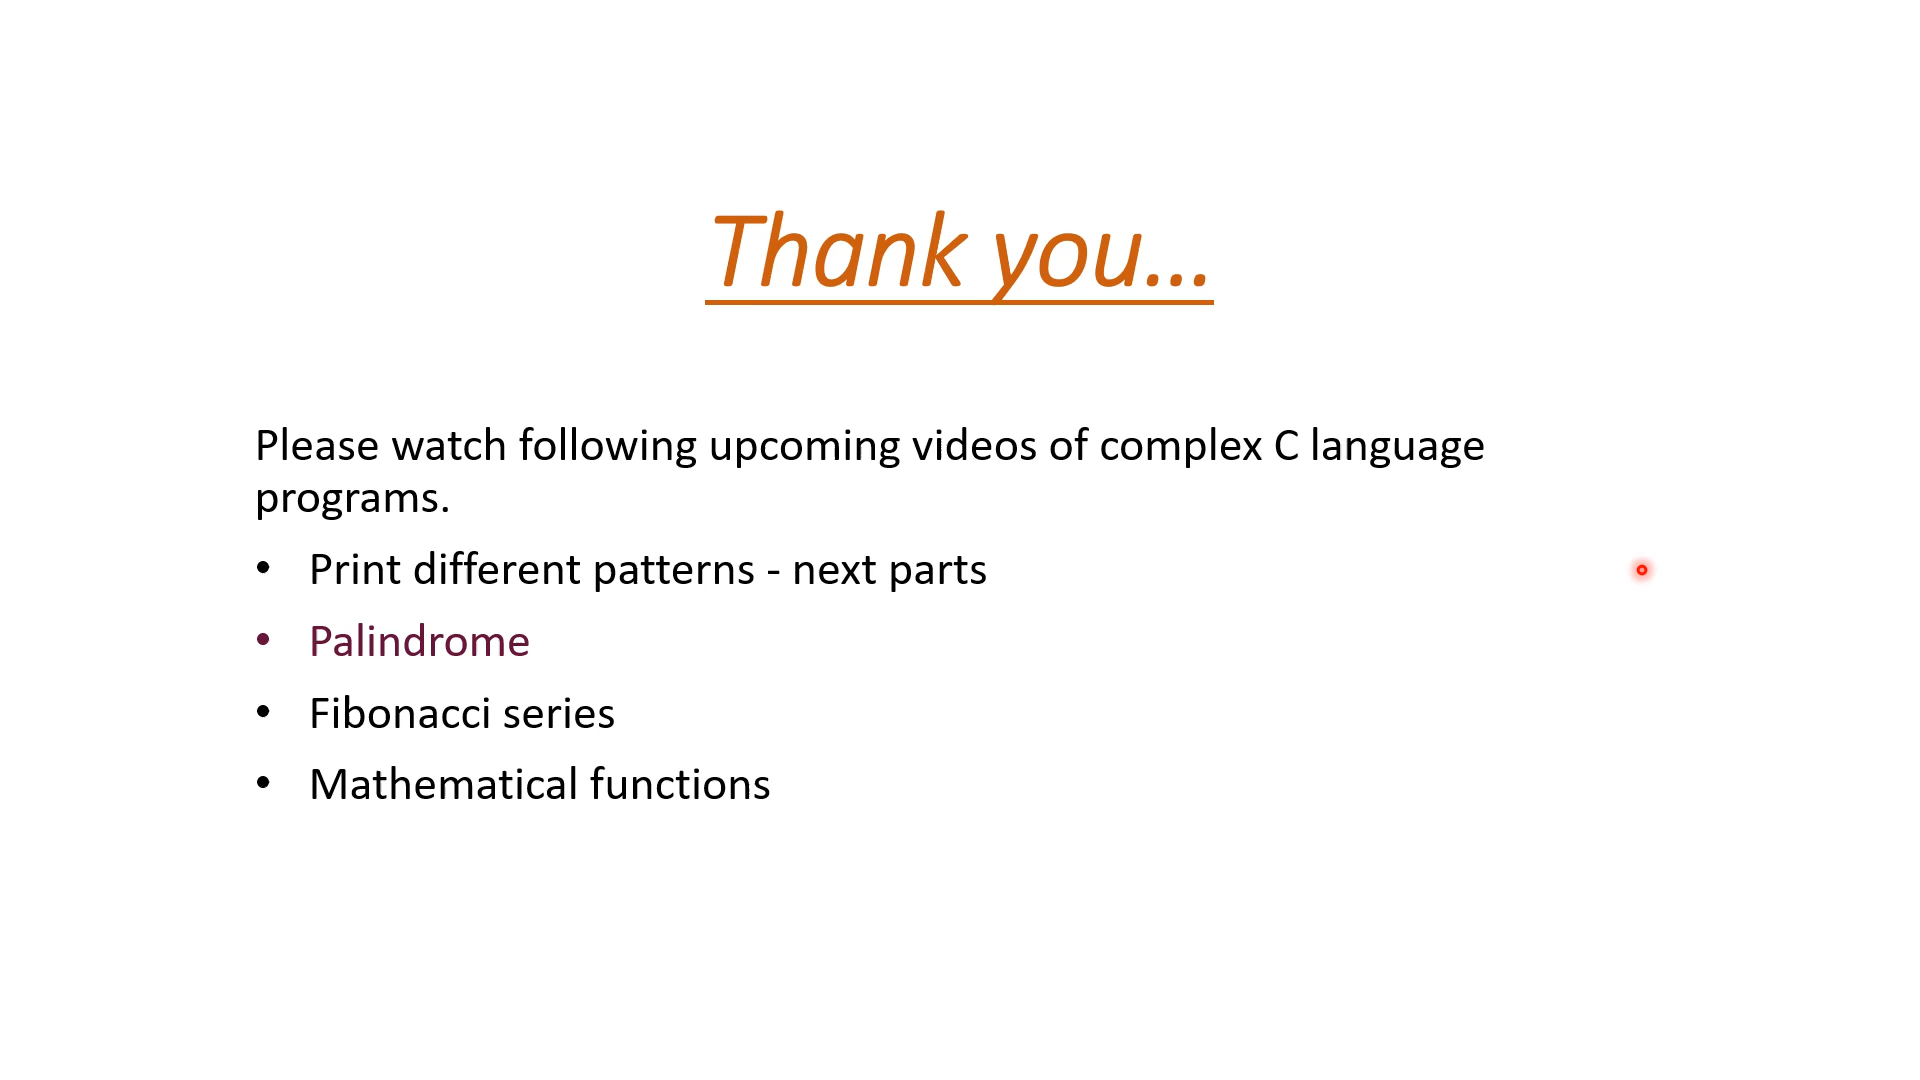 Thank you...
Please watch following upcoming videos of complex C language
programs.
• Print different patterns - next parts
• Palindrome
• Fibonacci series
• Mathematical functions